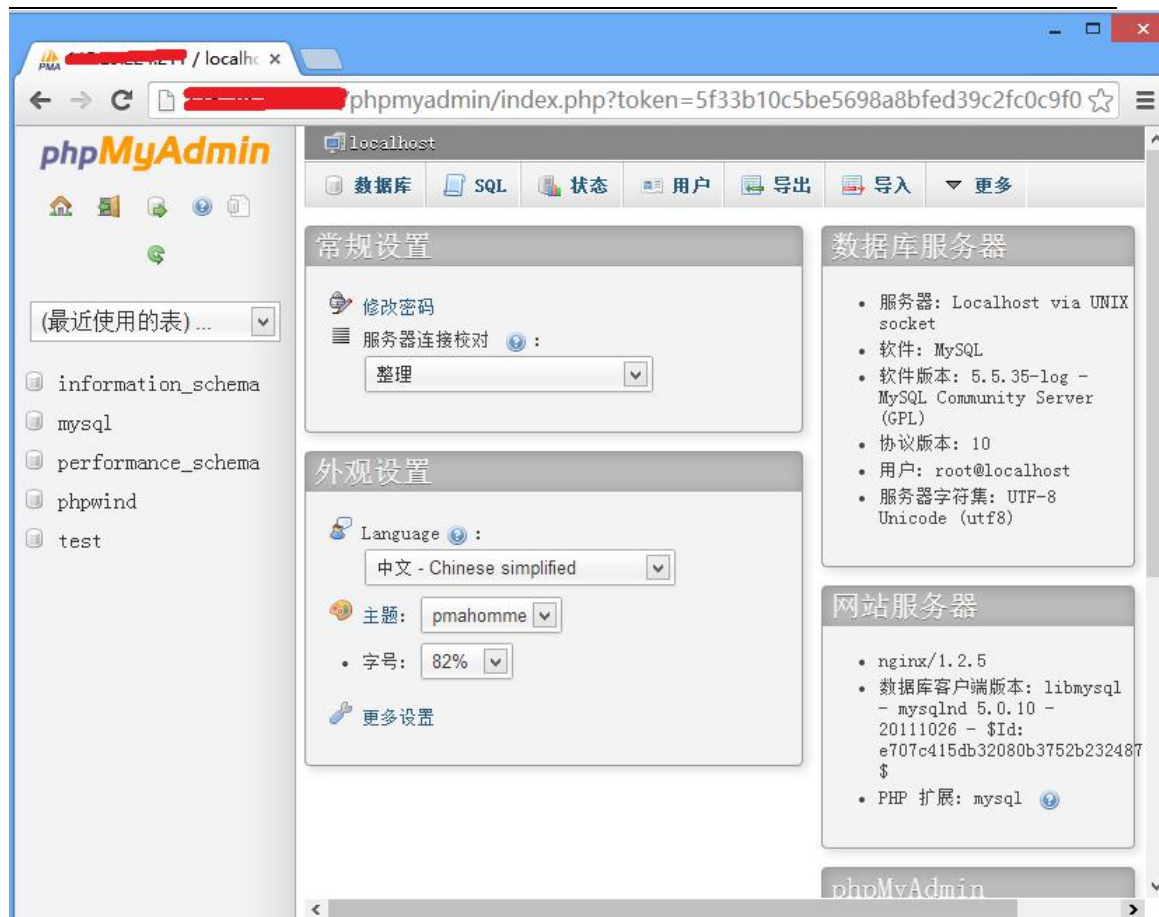 PMA / localho
/phpmyadmin/index.php?token=5f33b10c5be5698a8bfed39c2fc0c9f0
phpMyAdmin
(最近使用的表) ...
information_schema
mysql
performance_schema
phpwind
test
localhost
数据库 SQL 状态 用户 导出 导入 更多
常规设置
修改密码
服务器连接校对 :
整理
外观设置
Language :
中文 - Chinese simplified
主题: pmahomme
• 字号: 82%
更多设置
数据库服务器
• 服务器: Localhost via UNIX
socket
• 软件: MySQL
• 软件版本: 5.5.35-log -
MySQL Community Server
(GPL)
• 协议版本: 10
• 用户: root@localhost
• 服务器字符集: UTF-8
Unicode (utf8)
网站服务器
• nginx/1.2.5
• 数据库客户端版本: libmysql
- mysqlnd 5.0.10 -
20111026 - $Id:
e707c415db32080b3752b232487
$
• PHP 扩展: mysql
phpMyAdmin